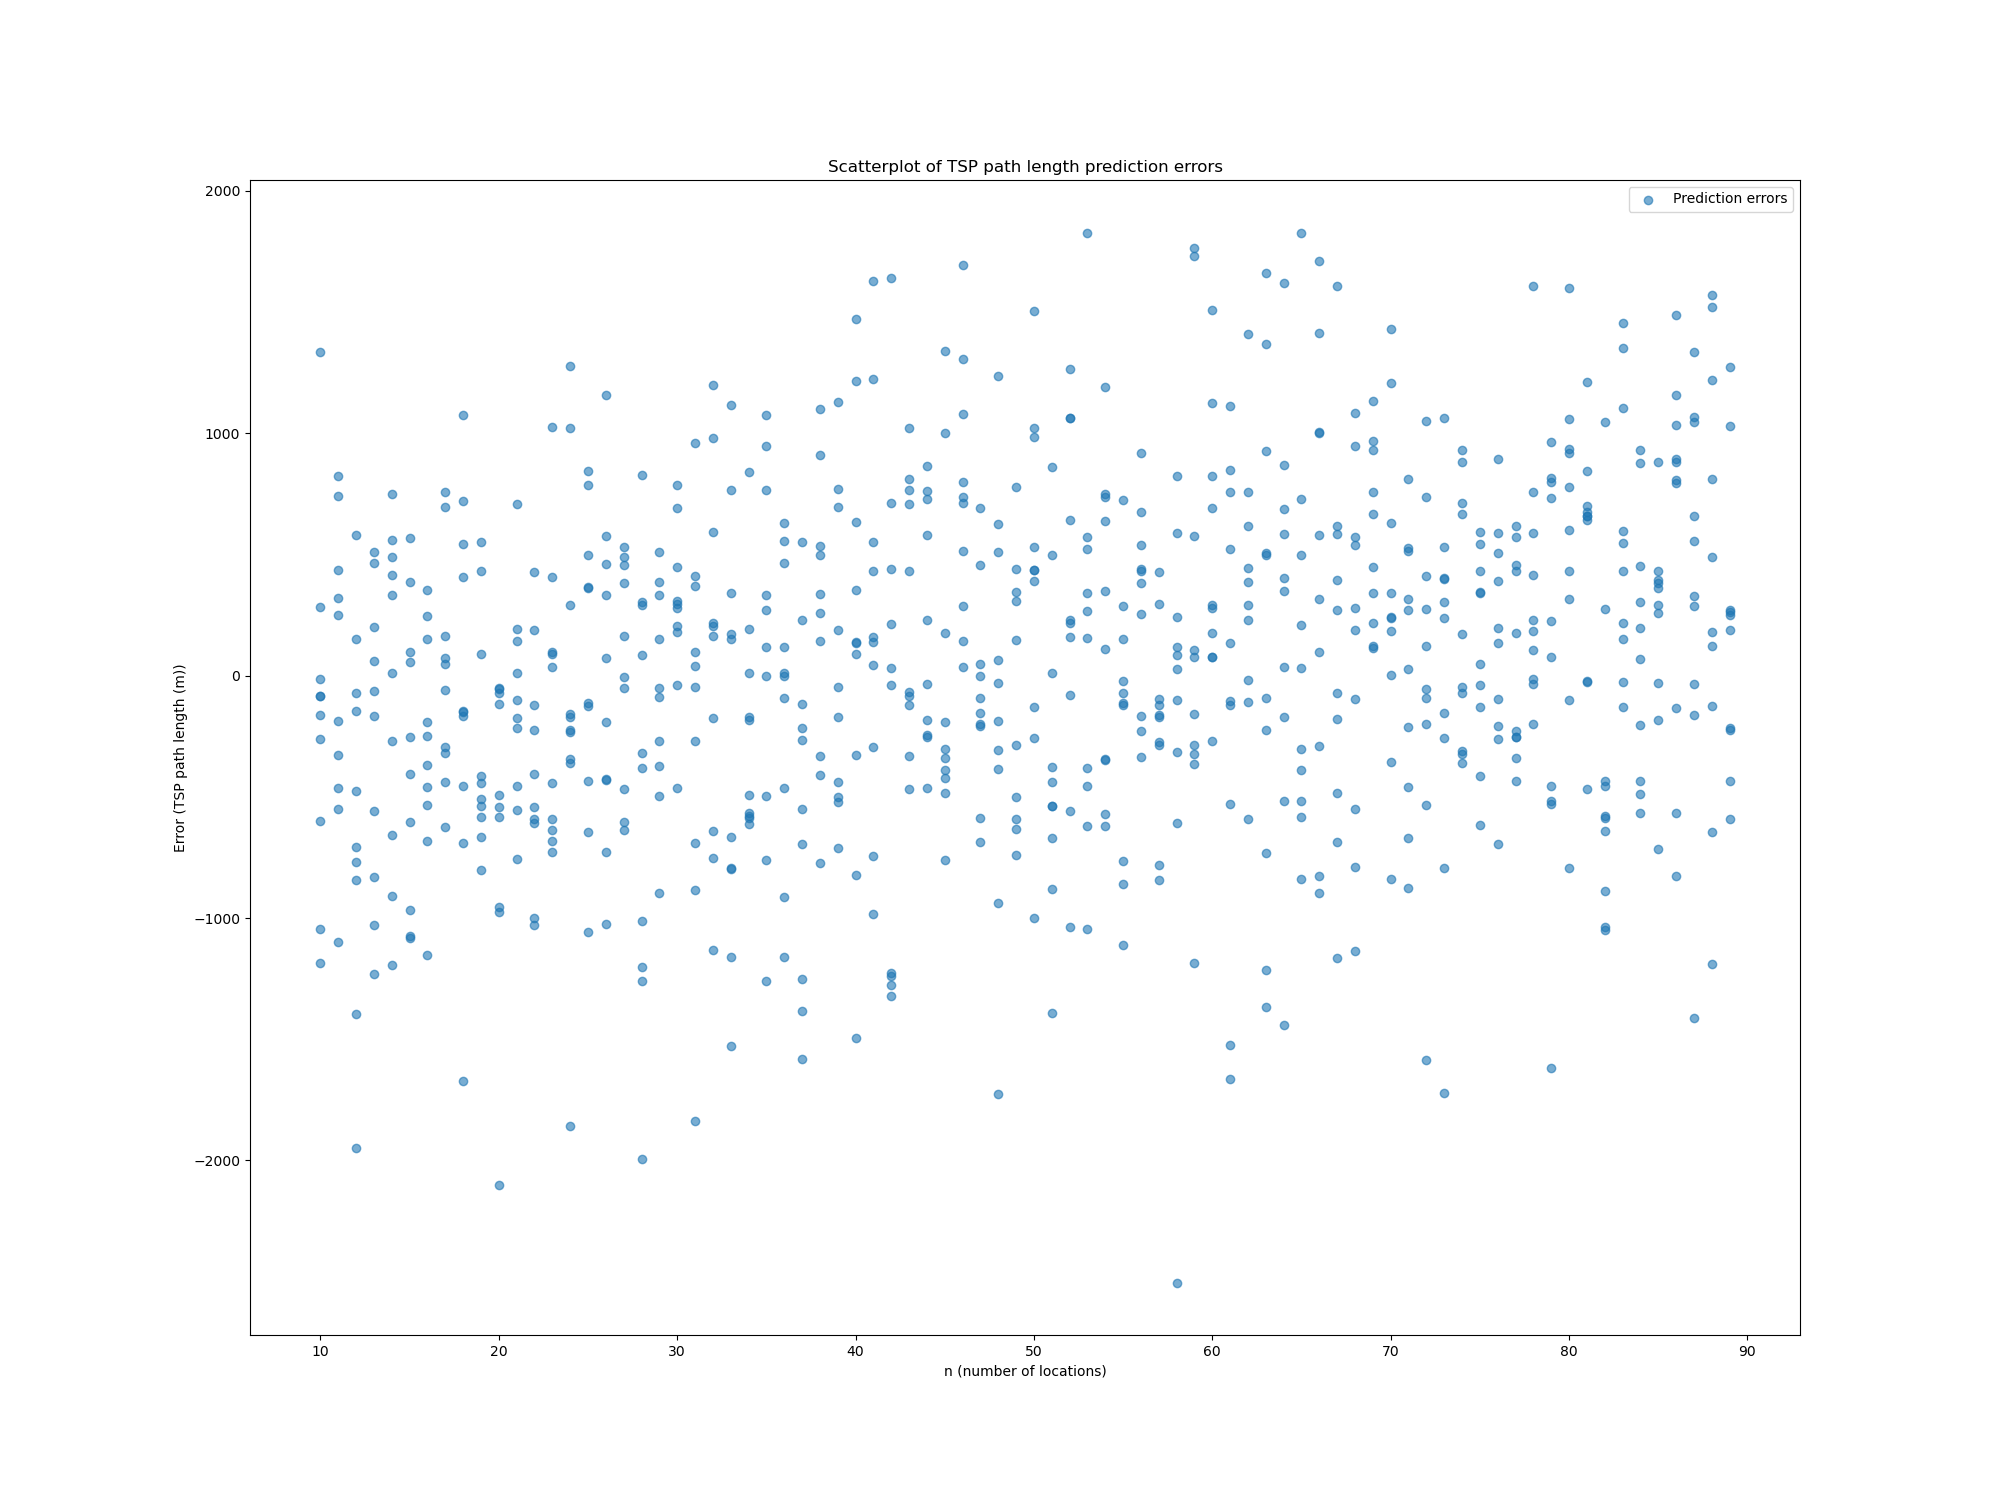 Scatterplot of TSP path length prediction errors
Prediction errors
2000
1000
0
−1000
−2000
Error (TSP path length (m))
10 20 30 40 50 60 70 80 90
n (number of locations)